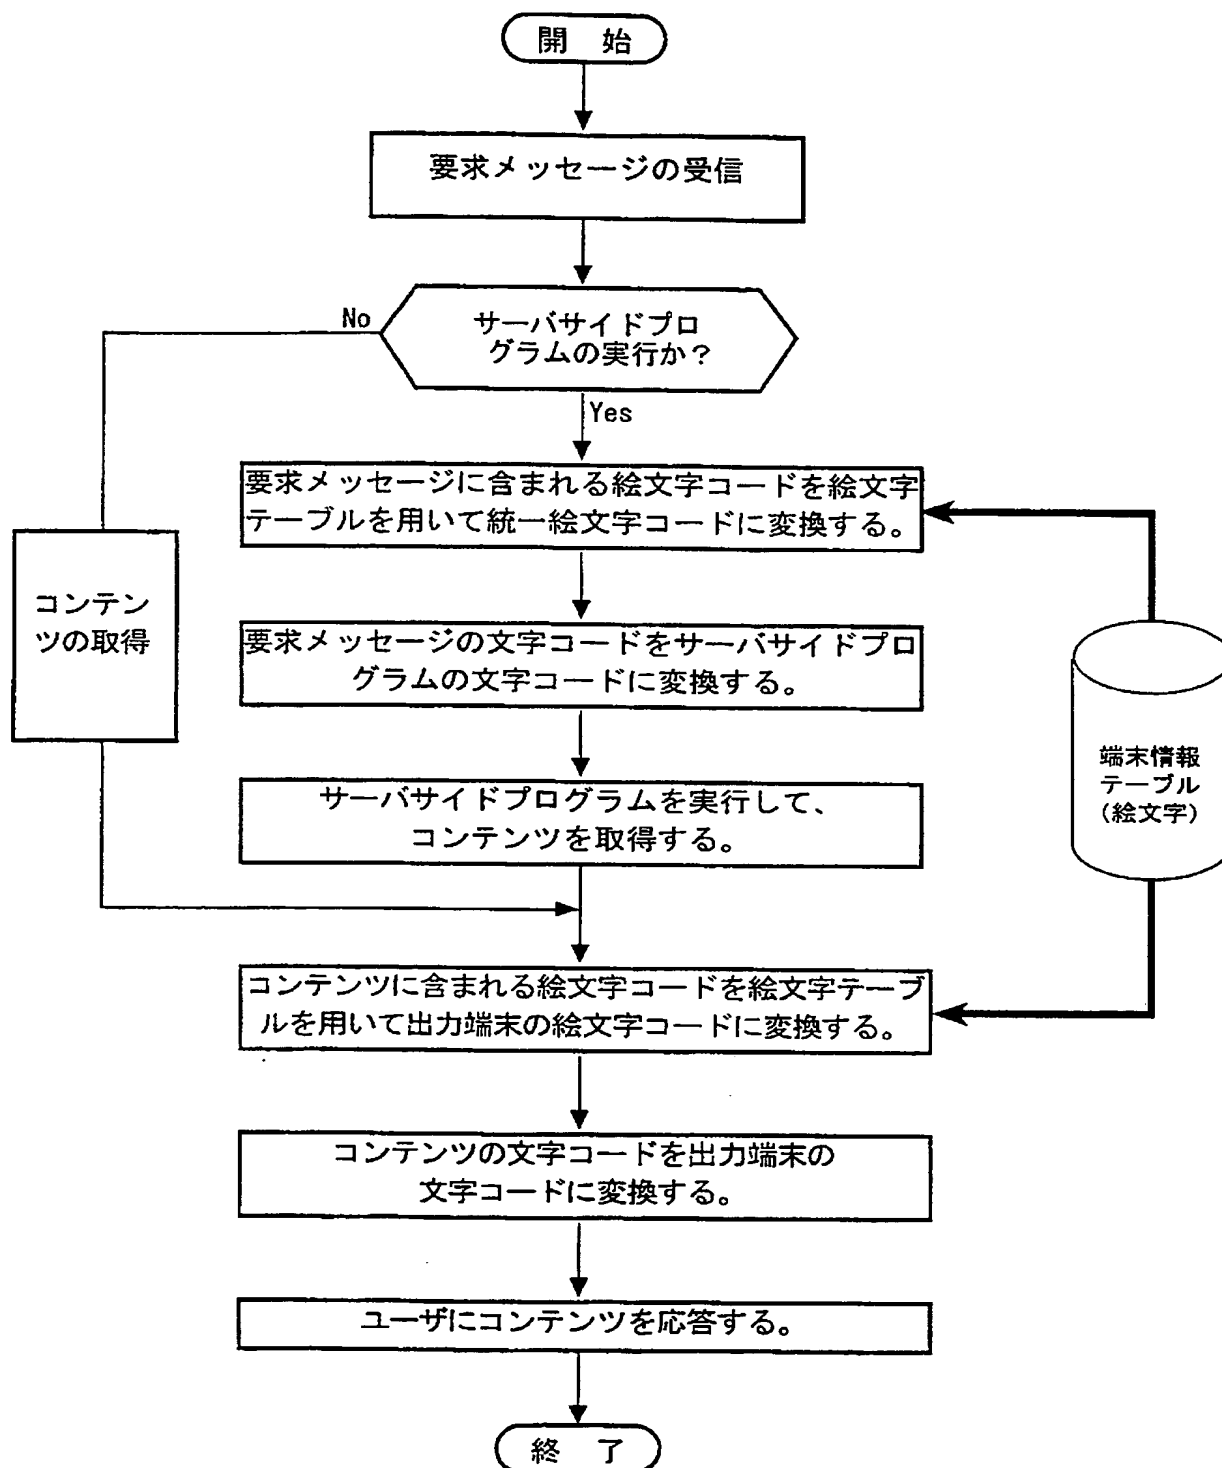 開 始
要求メッセージの受信
No
サーバサイドプロ
グラムの実行か？
Yes
要求メッセージに含まれる絵文字コードを絵文字
テーブルを用いて統一絵文字コードに変換する。
コンテン
ツの取得
要求メッセージの文字コードをサーバサイドプロ
グラムの文字コードに変換する。
端末情報
テーブル
(絵文字)
サーバサイドプログラムを実行して、
コンテンツを取得する。
コンテンツに含まれる絵文字コードを絵文字テーブ
ルを用いて出力端末の絵文字コードに変換する。
コンテンツの文字コードを出力端末の
文字コードに変換する。
ユーザにコンテンツを応答する。
終 了